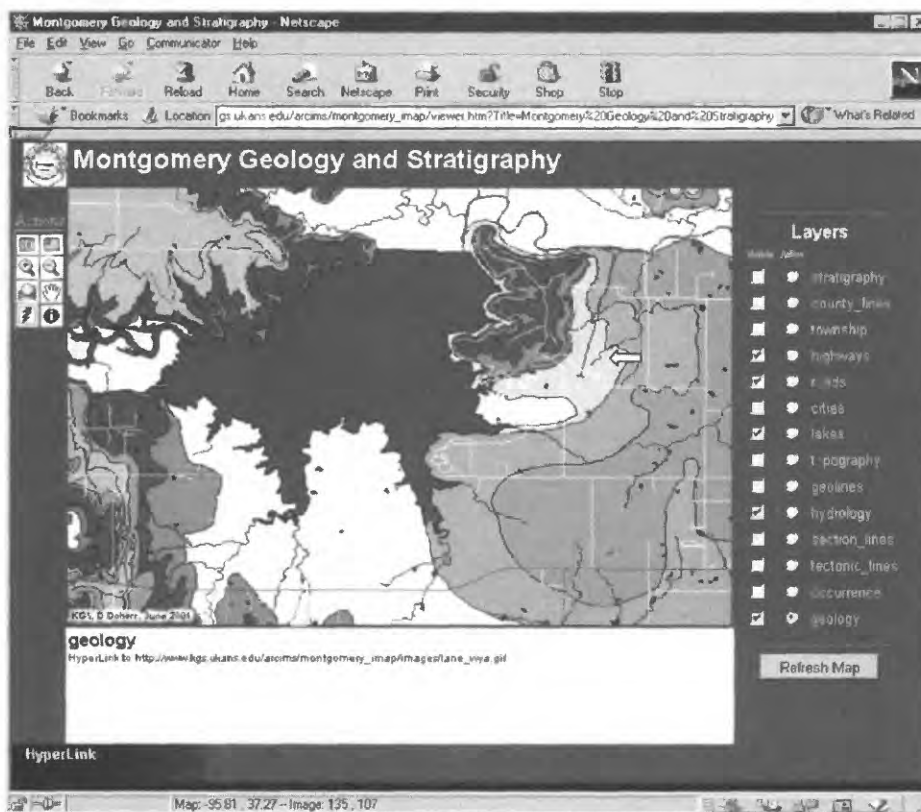 Montgomery Geology and Stratigraphy - Netscape
File Edit View Go Communicator Help
Back Forward Reload Home Search Netscape Print Security Shop Stop
Bookmarks Location gs.ukans.edu/arcims/montgomery_imap/viewer.htm?Title=Montgomery%20Geology%20and%20Stratigraphy What's Related
Montgomery Geology and Stratigraphy
Actions
Layers
Visible Active
stratigraphy
county_lines
township
highways
roads
cities
lakes
topography
geolines
hydrology
section_lines
tectonic_lines
occurrence
geology
Refresh Map
KGS, D Doherr, June 2001
geology
HyperLink to http://www.kgs.ukans.edu/arcims/montgomery_imap/images/lane_viya.gif
HyperLink
Map: -95.81 , 37.27 -- Image: 135 , 107